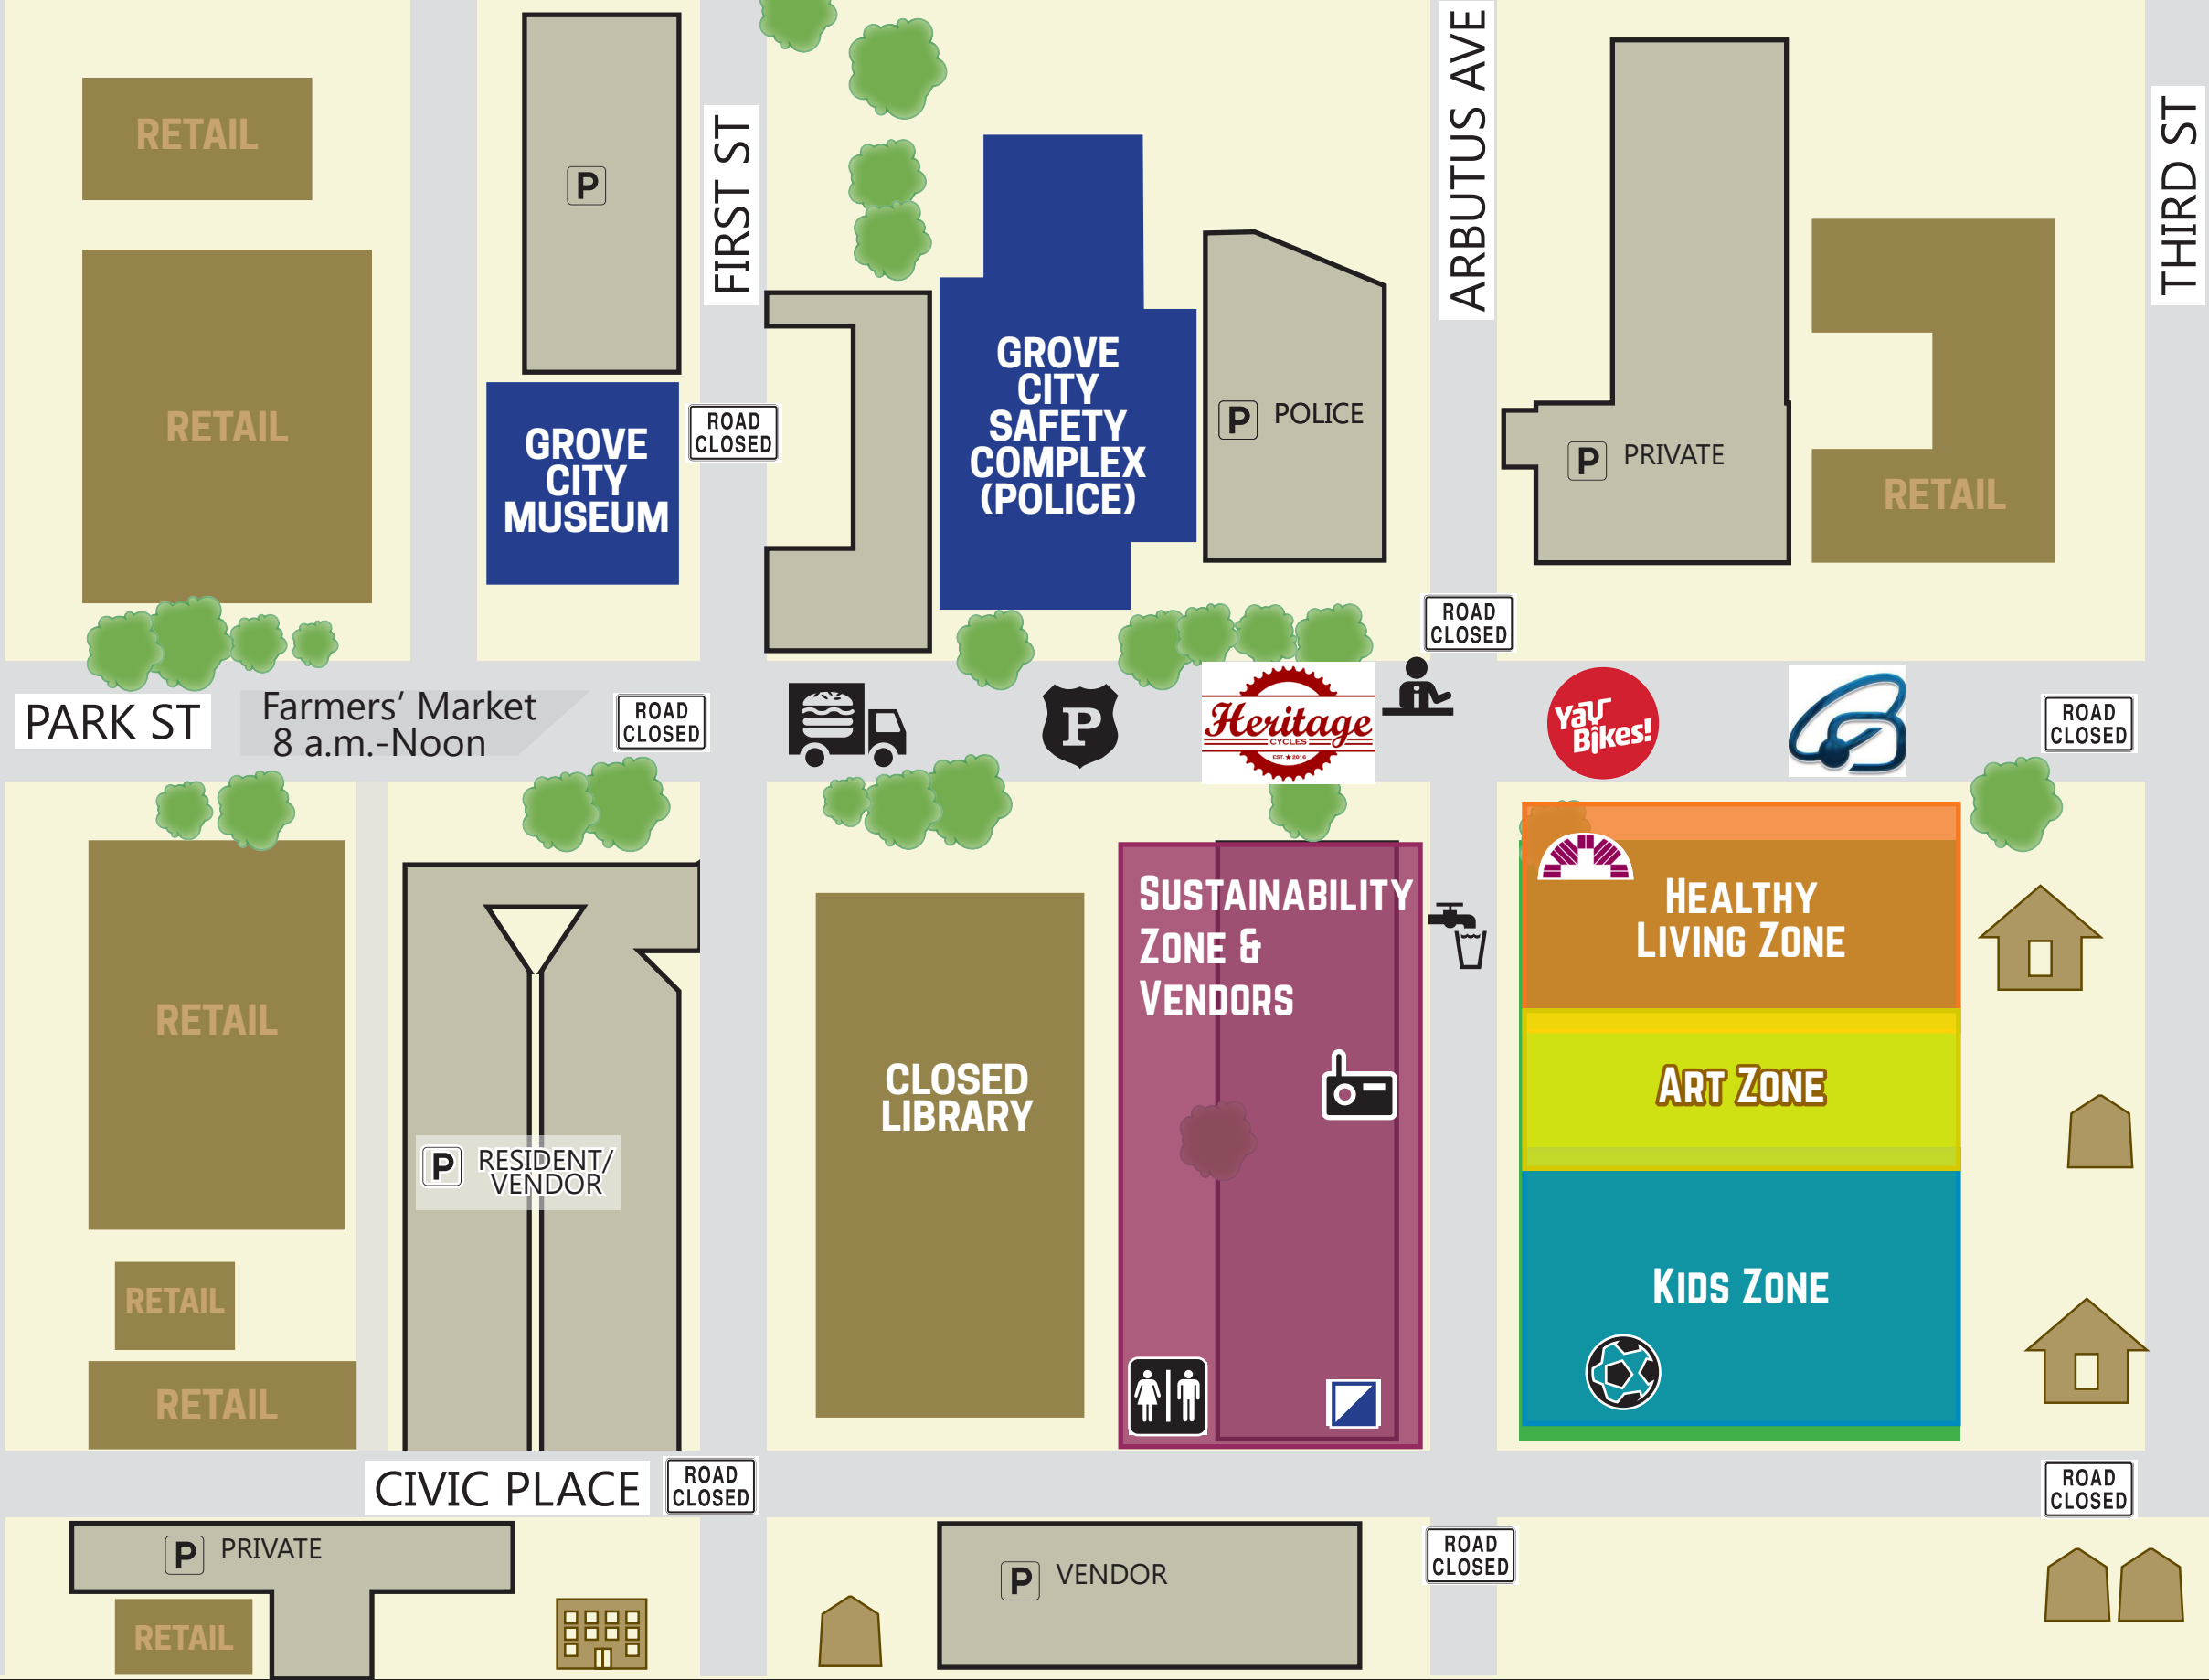 RETAIL
P
FIRST ST
ARBUTUS AVE
THIRD ST
RETAIL
GROVE
CITY
MUSEUM
ROAD
CLOSED
GROVE
CITY
SAFETY
COMPLEX
(POLICE)
P POLICE
P PRIVATE
RETAIL
ROAD
CLOSED
PARK ST
Farmers’ Market
8 a.m.-Noon
ROAD
CLOSED
P
Heritage
CYCLES
EST. ★ 2016
i
Yay
Bikes!
ROAD
CLOSED
RETAIL
P RESIDENT/
VENDOR
RETAIL
RETAIL
CLOSED
LIBRARY
SUSTAINABILITY
ZONE &
VENDORS
HEALTHY
LIVING ZONE
ART ZONE
KIDS ZONE
CIVIC PLACE
ROAD
CLOSED
ROAD
CLOSED
P PRIVATE
RETAIL
P VENDOR
ROAD
CLOSED